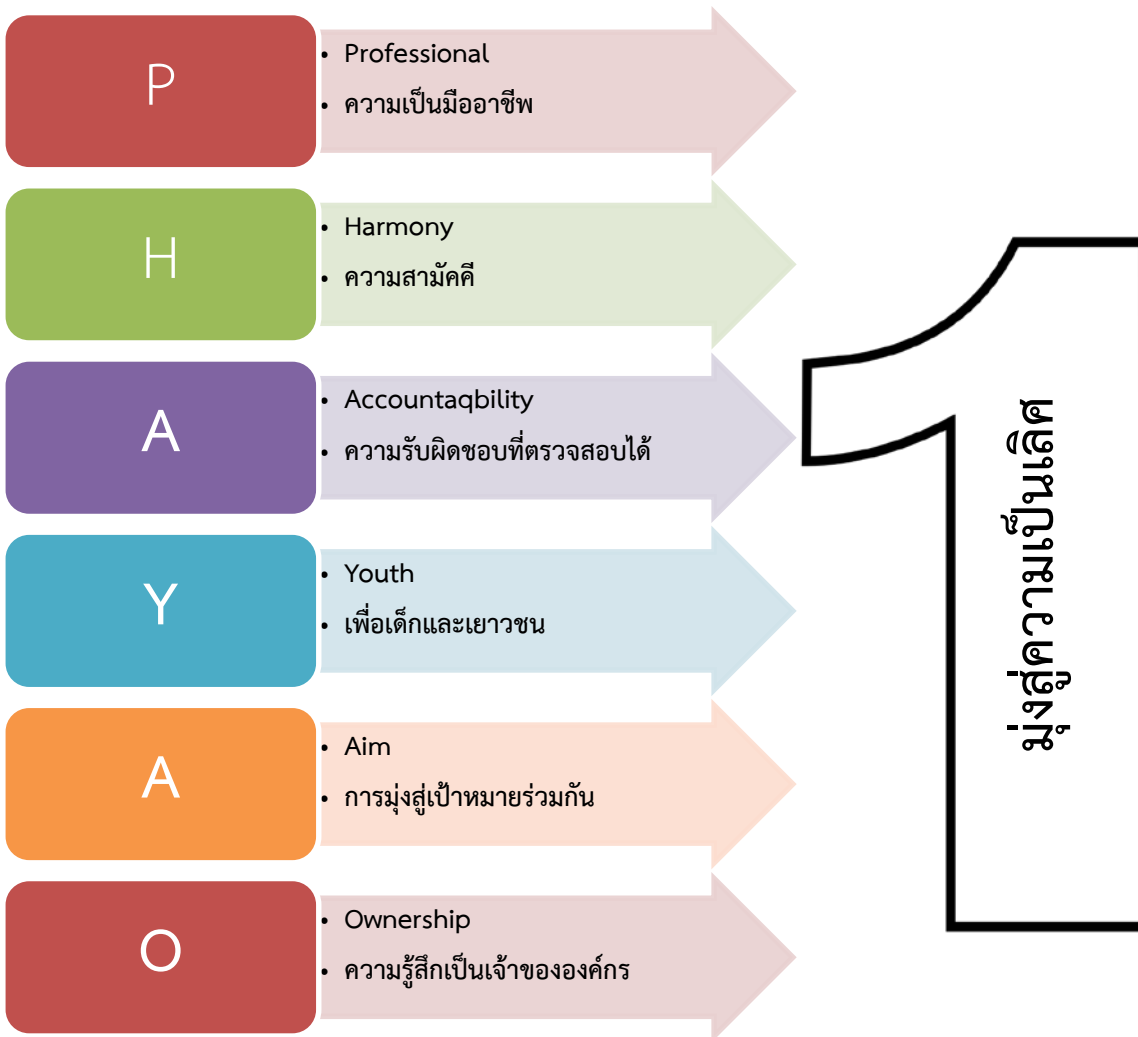 P
• Professional
• ความเป็นมืออาชีพ
H
• Harmony
• ความสามัคคี
A
• Accountaqbility
• ความรับผิดชอบที่ตรวจสอบได้
Y
• Youth
• เพื่อเด็กและเยาวชน
A
• Aim
• การมุ่งสู่เป้าหมายร่วมกัน
O
• Ownership
• ความรู้สึกเป็นเจ้าขององค์กร
มุ่งสู่ความเป็นเลิศ